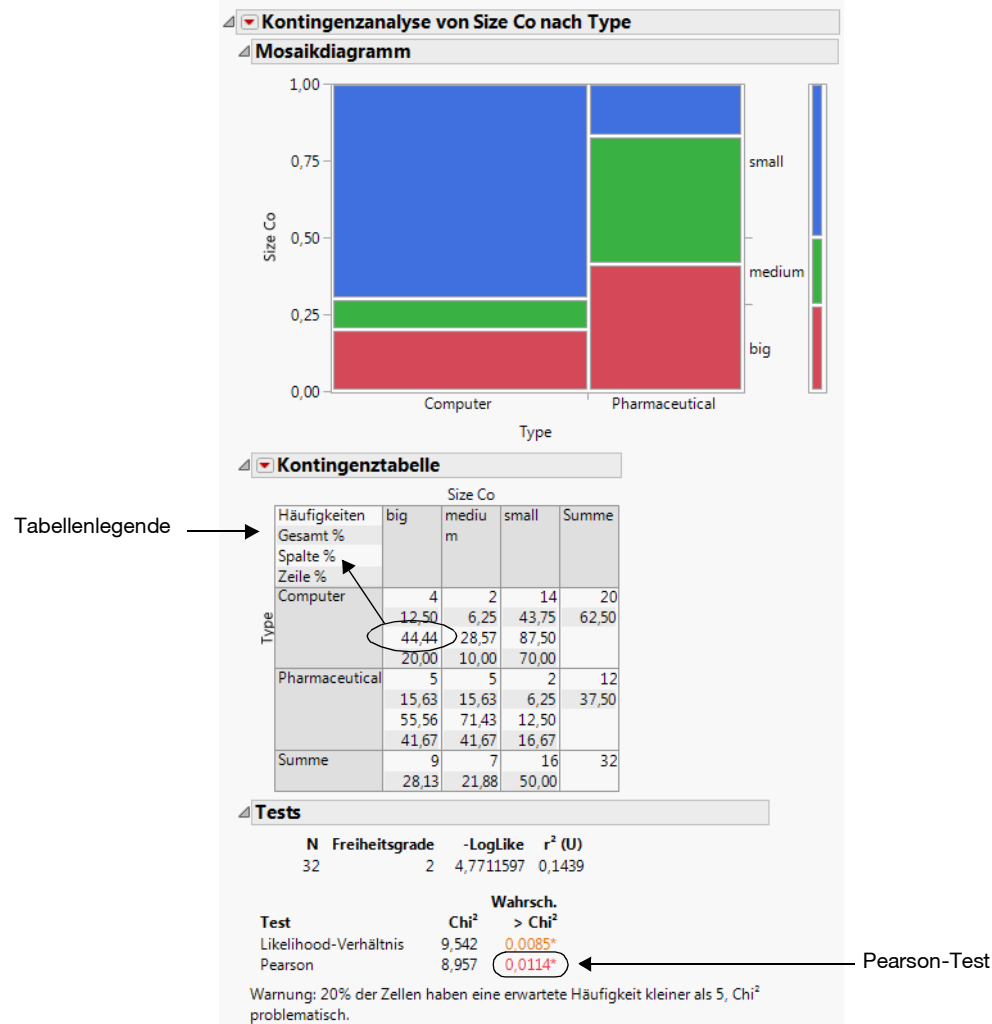 Kontingenzanalyse von Size Co nach Type
Mosaikdiagramm
1,00
0,75
0,50
0,25
0,00
Size Co
small
medium
big
Computer Pharmaceutical
Type
Kontingenztabelle
Size Co
Tabellenlegende
Type
Häufigkeiten big mediu small Summe
Gesamt % m
Spalte %
Zeile %
Computer 4 2 14 20
12,50 6,25 43,75 62,50
44,44 28,57 87,50
20,00 10,00 70,00
Pharmaceutical 5 5 2 12
15,63 15,63 6,25 37,50
55,56 71,43 12,50
41,67 41,67 16,67
Summe 9 7 16 32
28,13 21,88 50,00
Tests
N Freiheitsgrade -LogLike r² (U)
32 2 4,7711597 0,1439
Wahrsch.
Test Chi² > Chi²
Likelihood-Verhältnis 9,542 0,0085*
Pearson 8,957 0,0114*
Pearson-Test
Warnung: 20% der Zellen haben eine erwartete Häufigkeit kleiner als 5, Chi²
problematisch.